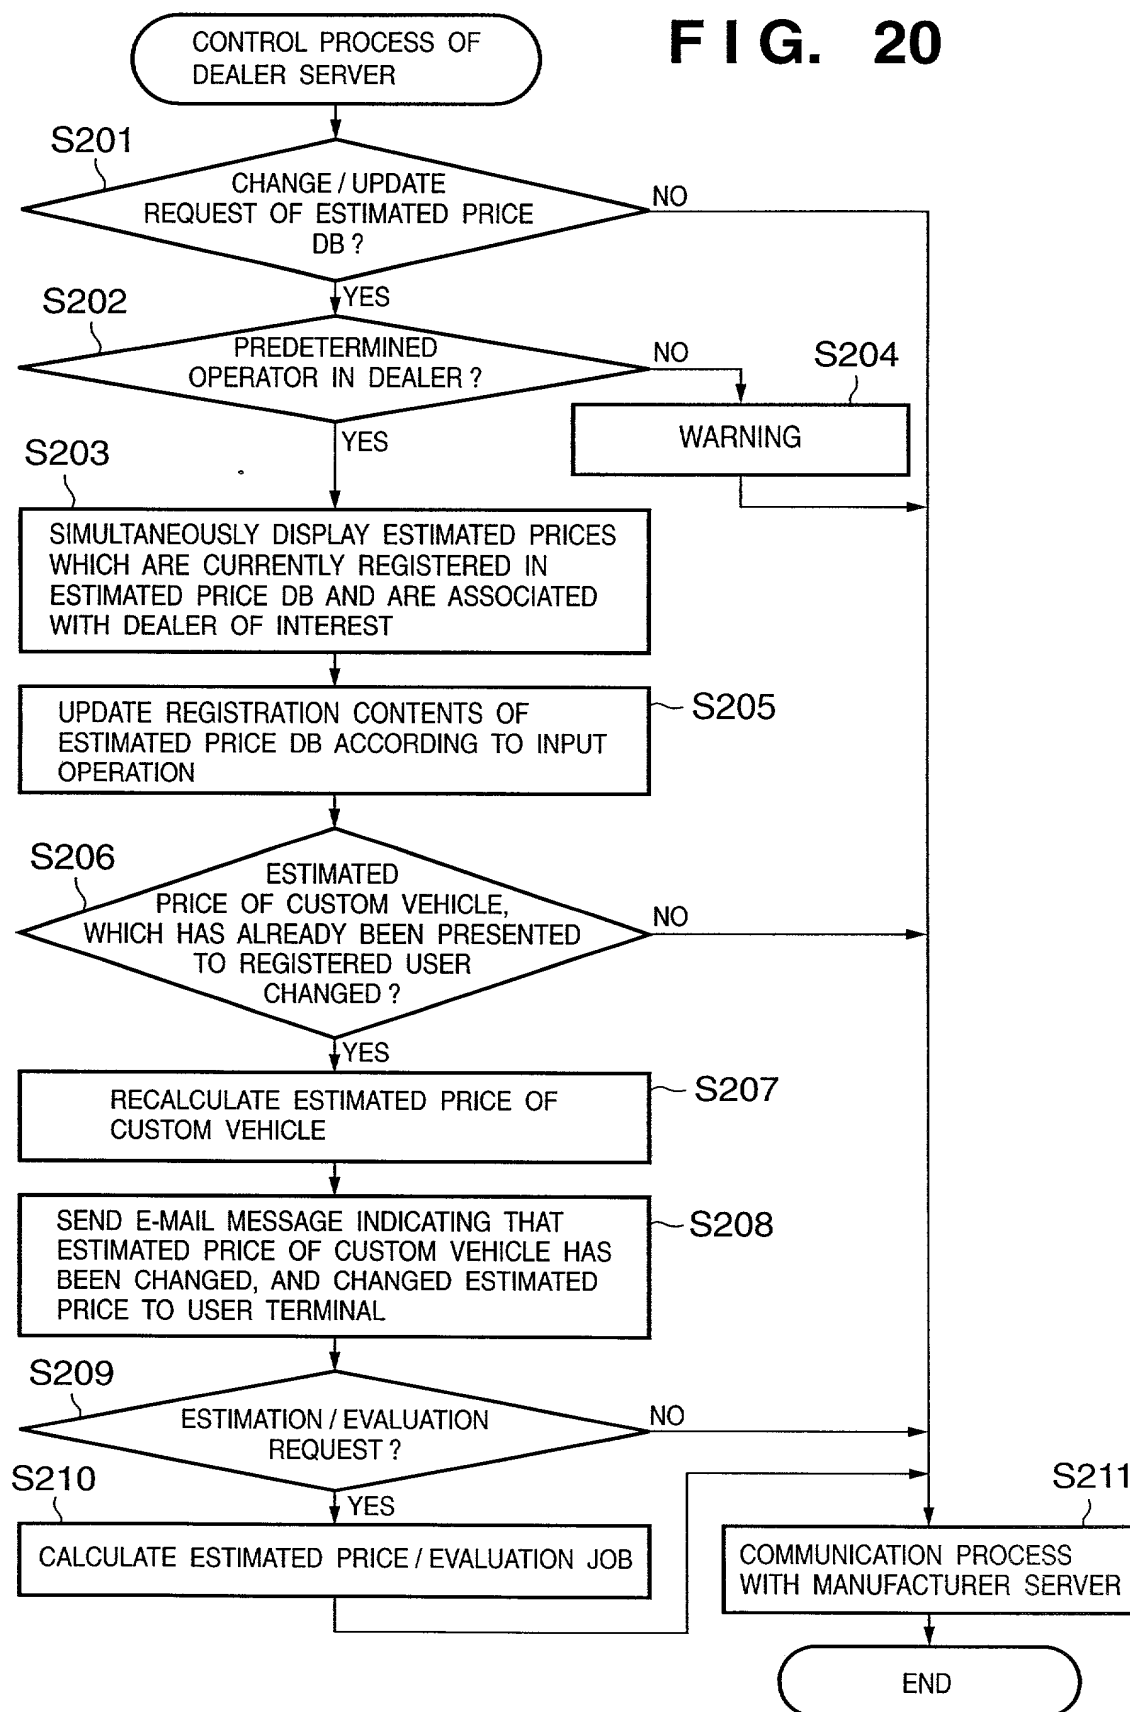 FIG. 20
CONTROL PROCESS OF
DEALER SERVER
S201
CHANGE / UPDATE
REQUEST OF ESTIMATED PRICE
DB ?
NO
YES
S202
PREDETERMINED
OPERATOR IN DEALER ?
NO
S204
WARNING
YES
S203
SIMULTANEOUSLY DISPLAY ESTIMATED PRICES
WHICH ARE CURRENTLY REGISTERED IN
ESTIMATED PRICE DB AND ARE ASSOCIATED
WITH DEALER OF INTEREST
S205
UPDATE REGISTRATION CONTENTS OF
ESTIMATED PRICE DB ACCORDING TO INPUT
OPERATION
S206
ESTIMATED
PRICE OF CUSTOM VEHICLE,
WHICH HAS ALREADY BEEN PRESENTED
TO REGISTERED USER
CHANGED ?
NO
YES
S207
RECALCULATE ESTIMATED PRICE OF
CUSTOM VEHICLE
S208
SEND E-MAIL MESSAGE INDICATING THAT
ESTIMATED PRICE OF CUSTOM VEHICLE HAS
BEEN CHANGED, AND CHANGED ESTIMATED
PRICE TO USER TERMINAL
S209
ESTIMATION / EVALUATION
REQUEST ?
NO
YES
S210
CALCULATE ESTIMATED PRICE / EVALUATION JOB
S211
COMMUNICATION PROCESS
WITH MANUFACTURER SERVER
END